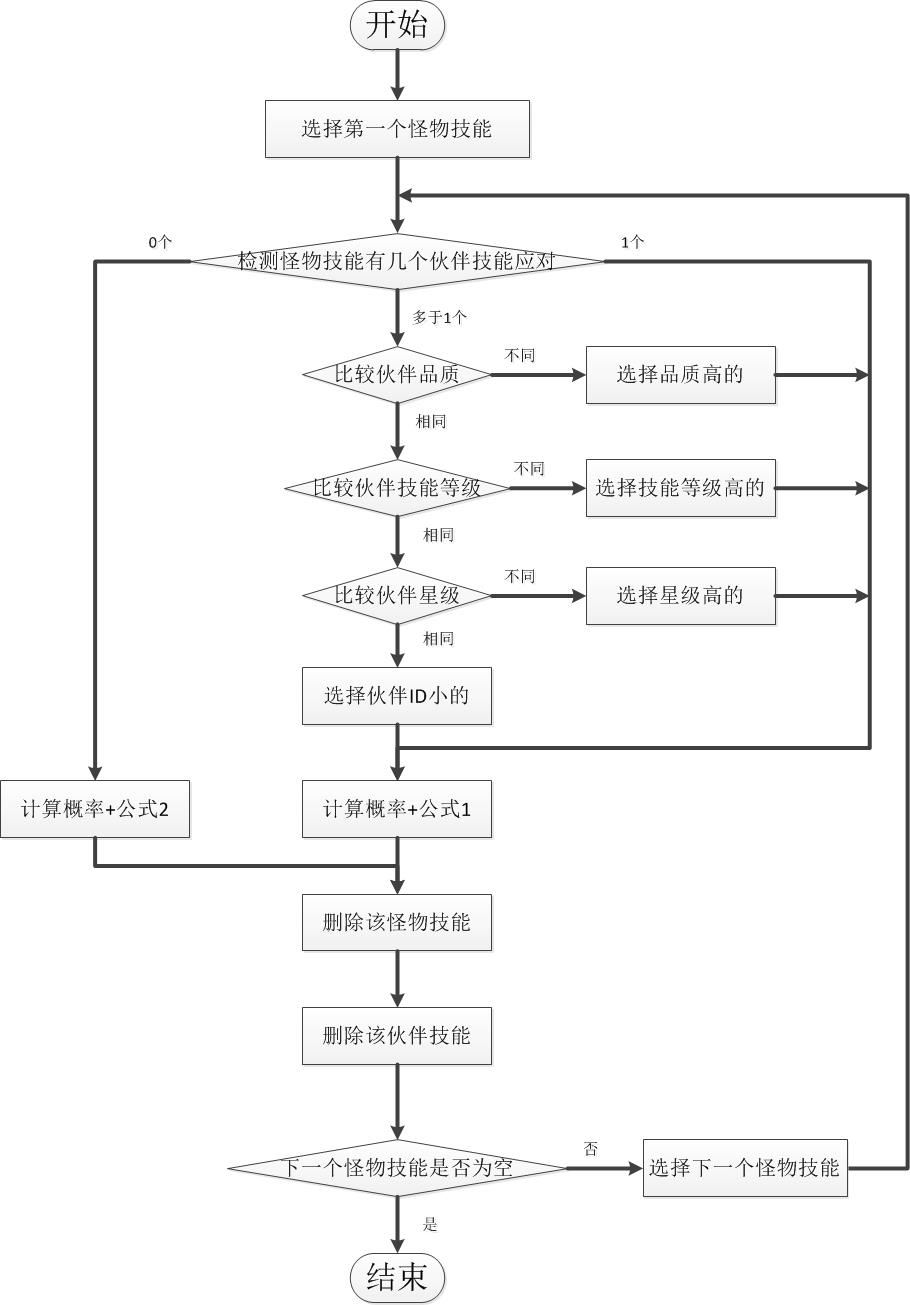 开始
选择第一个怪物技能
0个
1个
检测怪物技能有几个伙伴技能应对
多于1个
比较伙伴品质
不同
选择品质高的
相同
比较伙伴技能等级
不同
选择技能等级高的
相同
比较伙伴星级
不同
选择星级高的
相同
选择伙伴ID小的
计算概率+公式2
计算概率+公式1
删除该怪物技能
删除该伙伴技能
下一个怪物技能是否为空
否
选择下一个怪物技能
是
结束